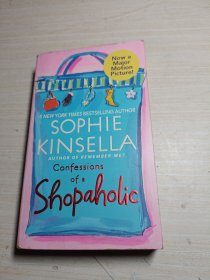 Now a
Major
Motion
Picture!
#1 NEW YORK TIMES BESTSELLING AUTHOR
SOPHIE
KINSELLA
AUTHOR OF REMEMBER ME?
Confessions
of a
Shopaholic